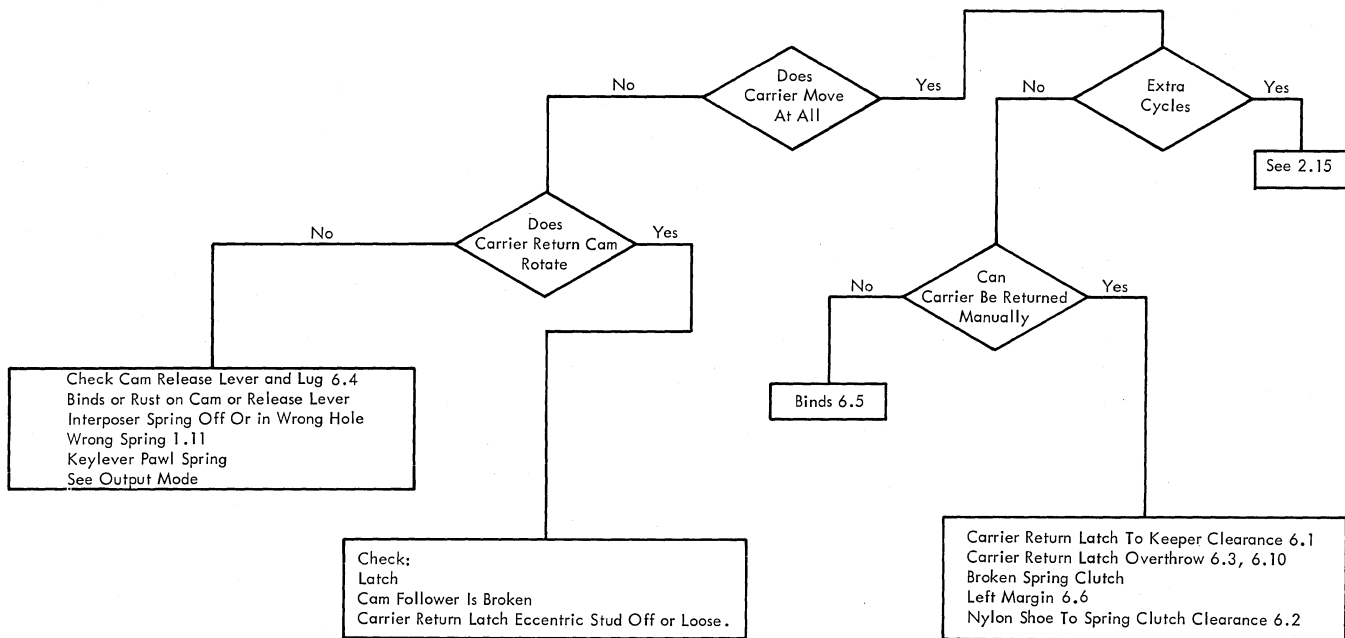 Does
Carrier Move
At All
No
Yes
Extra
Cycles
No
Yes
See 2.15
Does
Carrier Return Cam
Rotate
No
Yes
Can
Carrier Be Returned
Manually
No
Yes
Check Cam Release Lever and Lug 6.4
Binds or Rust on Cam or Release Lever
Interposer Spring Off Or in Wrong Hole
Wrong Spring 1.11
Keylever Pawl Spring
See Output Mode
Binds 6.5
Check:
Latch
Cam Follower Is Broken
Carrier Return Latch Eccentric Stud Off or Loose.
Carrier Return Latch To Keeper Clearance 6.1
Carrier Return Latch Overthrow 6.3, 6.10
Broken Spring Clutch
Left Margin 6.6
Nylon Shoe To Spring Clutch Clearance 6.2